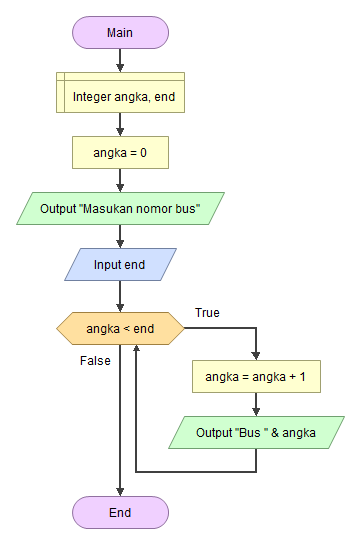 Main
Integer angka, end
angka = 0
Output "Masukan nomor bus"
Input end
angka < end
True
False
angka = angka + 1
Output "Bus " & angka
End